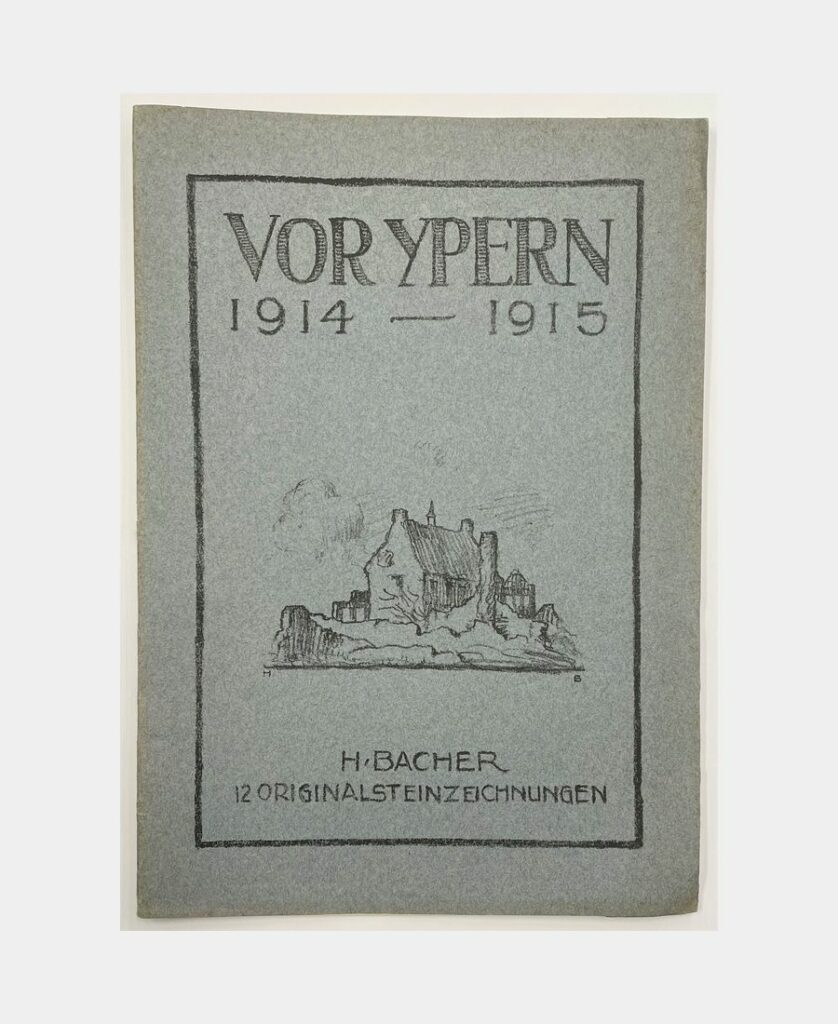 VOR YPERN
1914 — 1915
H B
H. BACHER
12 ORIGINALSTEINZEICHNUNGEN